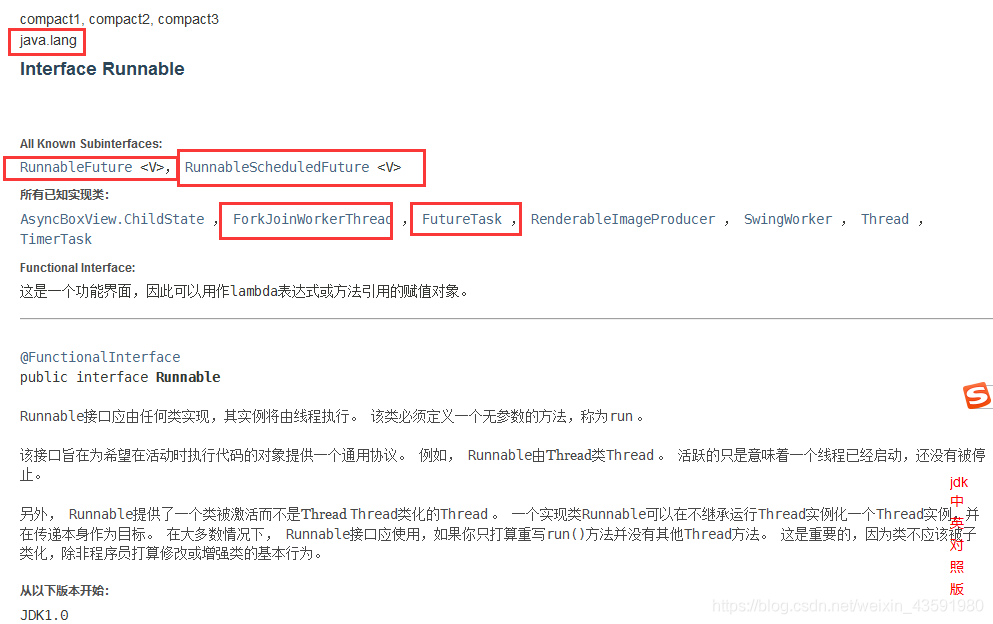 compact1, compact2, compact3
java.lang
Interface Runnable
All Known Subinterfaces:
RunnableFuture <V>, RunnableScheduledFuture <V>
所有已知实现类:
AsyncBoxView.ChildState , ForkJoinWorkerThread , FutureTask , RenderableImageProducer , SwingWorker , Thread ,
TimerTask
Functional Interface:
这是一个功能界面，因此可以用作lambda表达式或方法引用的赋值对象。
@FunctionalInterface
public interface Runnable
Runnable接口应由任何类实现，其实例将由线程执行。 该类必须定义一个无参数的方法，称为run 。
该接口旨在为希望在活动时执行代码的对象提供一个通用协议。 例如， Runnable由Thread类Thread 。 活跃的只是意味着一个线程已经启动，还没有被停
止。
另外， Runnable提供了一个类被激活而不是Thread Thread类化的Thread 。 一个实现类Runnable可以在不继承运行Thread实例化一个Thread实例，并
在传递本身作为目标。 在大多数情况下， Runnable接口应使用，如果你只打算重写run()方法并没有其他Thread方法。 这是重要的，因为类不应该被子
类化，除非程序员打算修改或增强类的基本行为。
从以下版本开始:
JDK1.0
S
jdk
中
英
对
照
版
https://blog.csdn.net/weixin_43591980